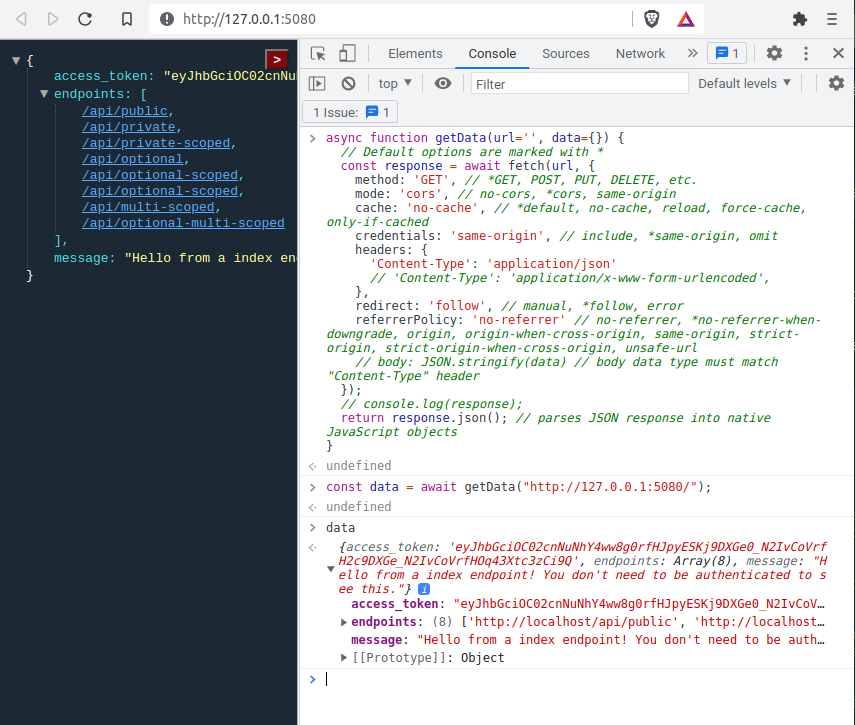 http://127.0.0.1:5080
{
access_token: "eyJhbGciOC02cnNuNl
endpoints: [
/api/public,
/api/private,
/api/private-scoped,
/api/optional,
/api/optional-scoped,
/api/optional-scoped,
/api/multi-scoped,
/api/optional-multi-scoped
],
message: "Hello from a index en
}
>
Elements Console Sources Network » 1
top Filter Default levels
1 Issue: 1
async function getData(url='', data={}) {
// Default options are marked with *
const response = await fetch(url, {
method: 'GET', // *GET, POST, PUT, DELETE, etc.
mode: 'cors', // no-cors, *cors, same-origin
cache: 'no-cache', // *default, no-cache, reload, force-cache,
only-if-cached
credentials: 'same-origin', // include, *same-origin, omit
headers: {
'Content-Type': 'application/json'
// 'Content-Type': 'application/x-www-form-urlencoded',
},
redirect: 'follow', // manual, *follow, error
referrerPolicy: 'no-referrer' // no-referrer, *no-referrer-when-
downgrade, origin, origin-when-cross-origin, same-origin, strict-
origin, strict-origin-when-cross-origin, unsafe-url
// body: JSON.stringify(data) // body data type must match
"Content-Type" header
});
// console.log(response);
return response.json(); // parses JSON response into native
JavaScript objects
}
undefined
const data = await getData("http://127.0.0.1:5080/");
undefined
data
{access_token: 'eyJhbGciOC02cnNuNhY4ww8g0rfHJpyESKj9DXGe0_N2IvCoVrf
H2c9DXGe_N2IvCoVrfHOq43Xtc3zCi9Q', endpoints: Array(8), message: "H
ello from a index endpoint! You don't need to be authenticated to s
ee this."} i
access_token: "eyJhbGciOC02cnNuNhY4ww8g0rfHJpyESKj9DXGe0_N2IvCoV…
endpoints: (8) ['http://localhost/api/public', 'http://localhost…
message: "Hello from a index endpoint! You don't need to be auth…
[[Prototype]]: Object